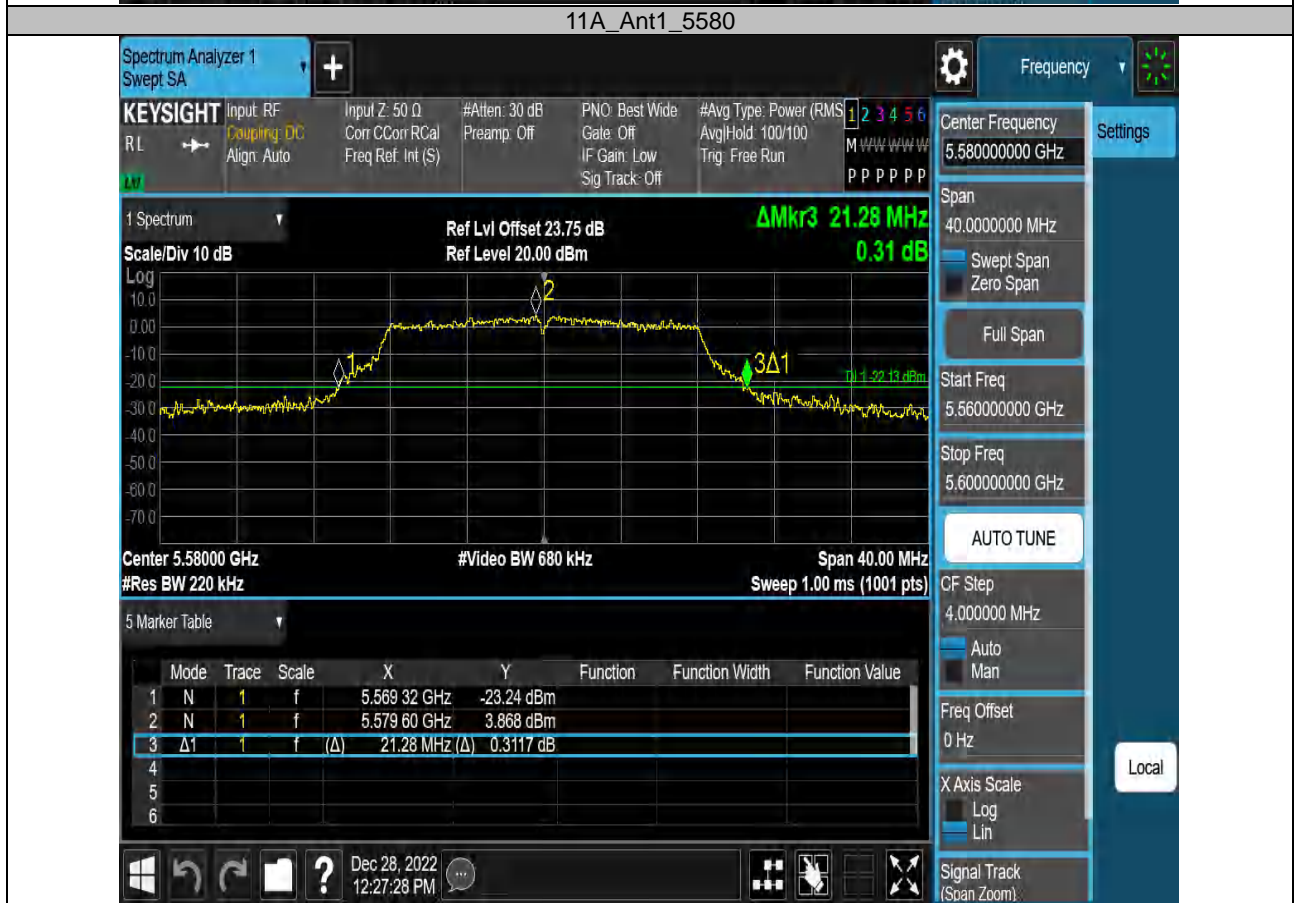 11A_Ant1_5580
Spectrum Analyzer 1
Swept SA
Frequency
KEYSIGHT
RL
Input: RF
Coupling: DC
Align: Auto
Input Z: 50 Ω
Corr CCorr RCal
Freq Ref: Int (S)
#Atten: 30 dB
Preamp: Off
PNO: Best Wide
Gate: Off
IF Gain: Low
Sig Track: Off
#Avg Type: Power (RMS
Avg|Hold: 100/100
Trig: Free Run
1 2 3 4 5 6
M W W W W W
P P P P P P
1 Spectrum
Scale/Div 10 dB
Ref Lvl Offset 23.75 dB
Ref Level 20.00 dBm
ΔMkr3 21.28 MHz
0.31 dB
Log
10.0
0.00
-10.0
-20.0
-30.0
-40.0
-50.0
-60.0
-70.0
1
2
3Δ1
DL1 -22.13 dBm
Center 5.58000 GHz
#Video BW 680 kHz
Span 40.00 MHz
#Res BW 220 kHz
Sweep 1.00 ms (1001 pts)
5 Marker Table
Mode Trace Scale X Y Function Function Width Function Value
1 N 1 f 5.569 32 GHz -23.24 dBm
2 N 1 f 5.579 60 GHz 3.868 dBm
3 Δ1 1 f (Δ) 21.28 MHz (Δ) 0.3117 dB
4
5
6
Dec 28, 2022
12:27:28 PM
Center Frequency
5.580000000 GHz
Settings
Span
40.0000000 MHz
Swept Span
Zero Span
Full Span
Start Freq
5.560000000 GHz
Stop Freq
5.600000000 GHz
AUTO TUNE
CF Step
4.000000 MHz
Auto
Man
Freq Offset
0 Hz
X Axis Scale
Log
Lin
Local
Signal Track
(Span Zoom)